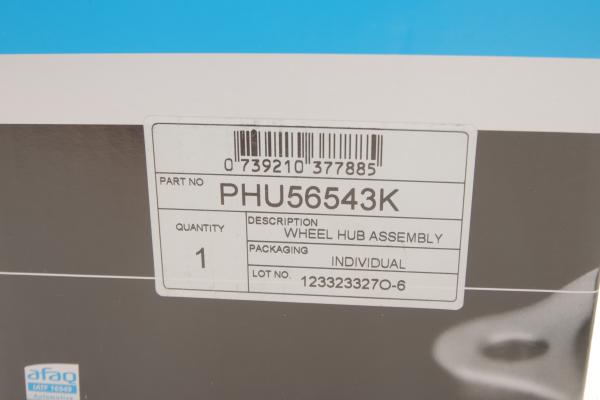 0 739210 377885
PART NO PHU56543K
QUANTITY
1
DESCRIPTION
WHEEL HUB ASSEMBLY
PACKAGING
INDIVIDUAL
LOT NO. 123323327O-6
afaq
IATF 16949
Automotive